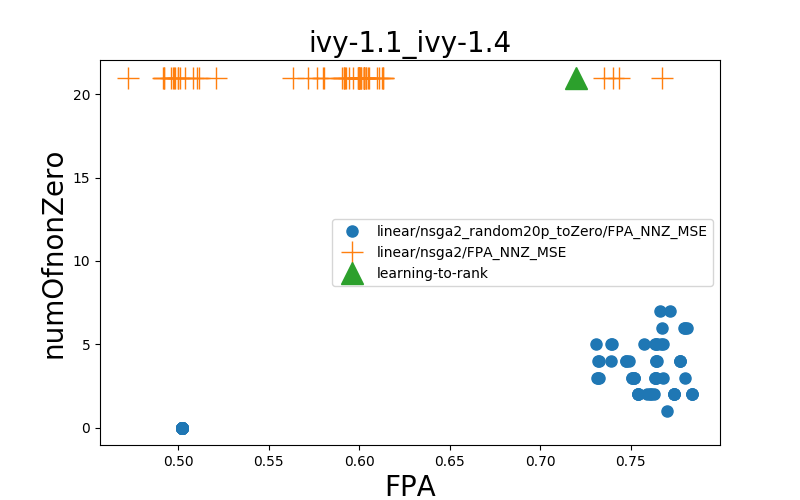 ivy-1.1_ivy-1.4
numOfnonZero
20
15
10
5
0
linear/nsga2_random20p_toZero/FPA_NNZ_MSE
linear/nsga2/FPA_NNZ_MSE
learning-to-rank
0.50 0.55 0.60 0.65 0.70 0.75
FPA